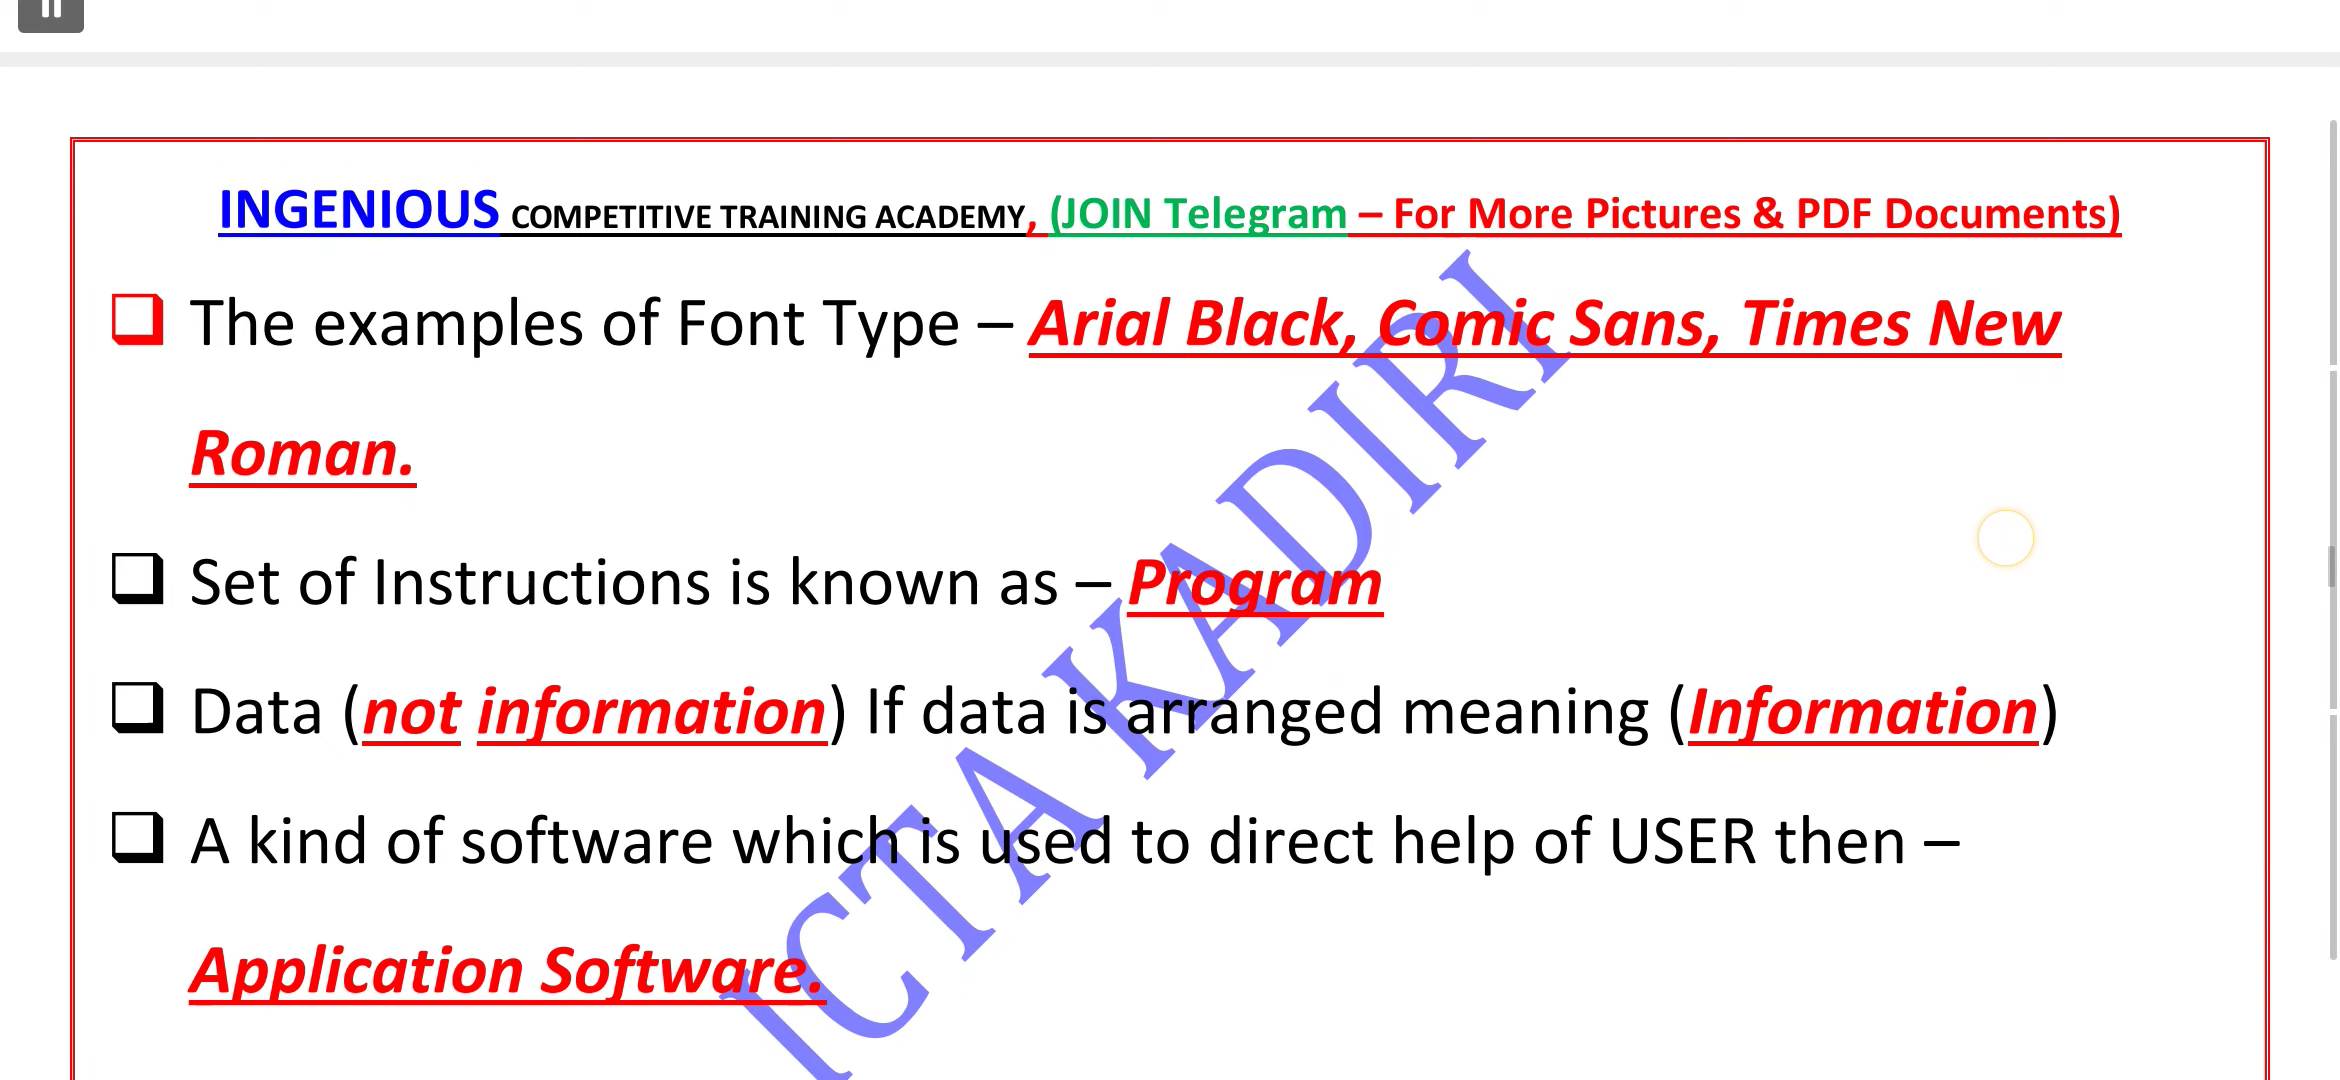 INGENIOUS COMPETITIVE TRAINING ACADEMY, (JOIN Telegram – For More Pictures & PDF Documents)
❑ The examples of Font Type – Arial Black, Comic Sans, Times New
Roman.
❑ Set of Instructions is known as – Program
❑ Data (not information) If data is arranged meaning (Information)
❑ A kind of software which is used to direct help of USER then –
Application Software.
ICTA KADIRI